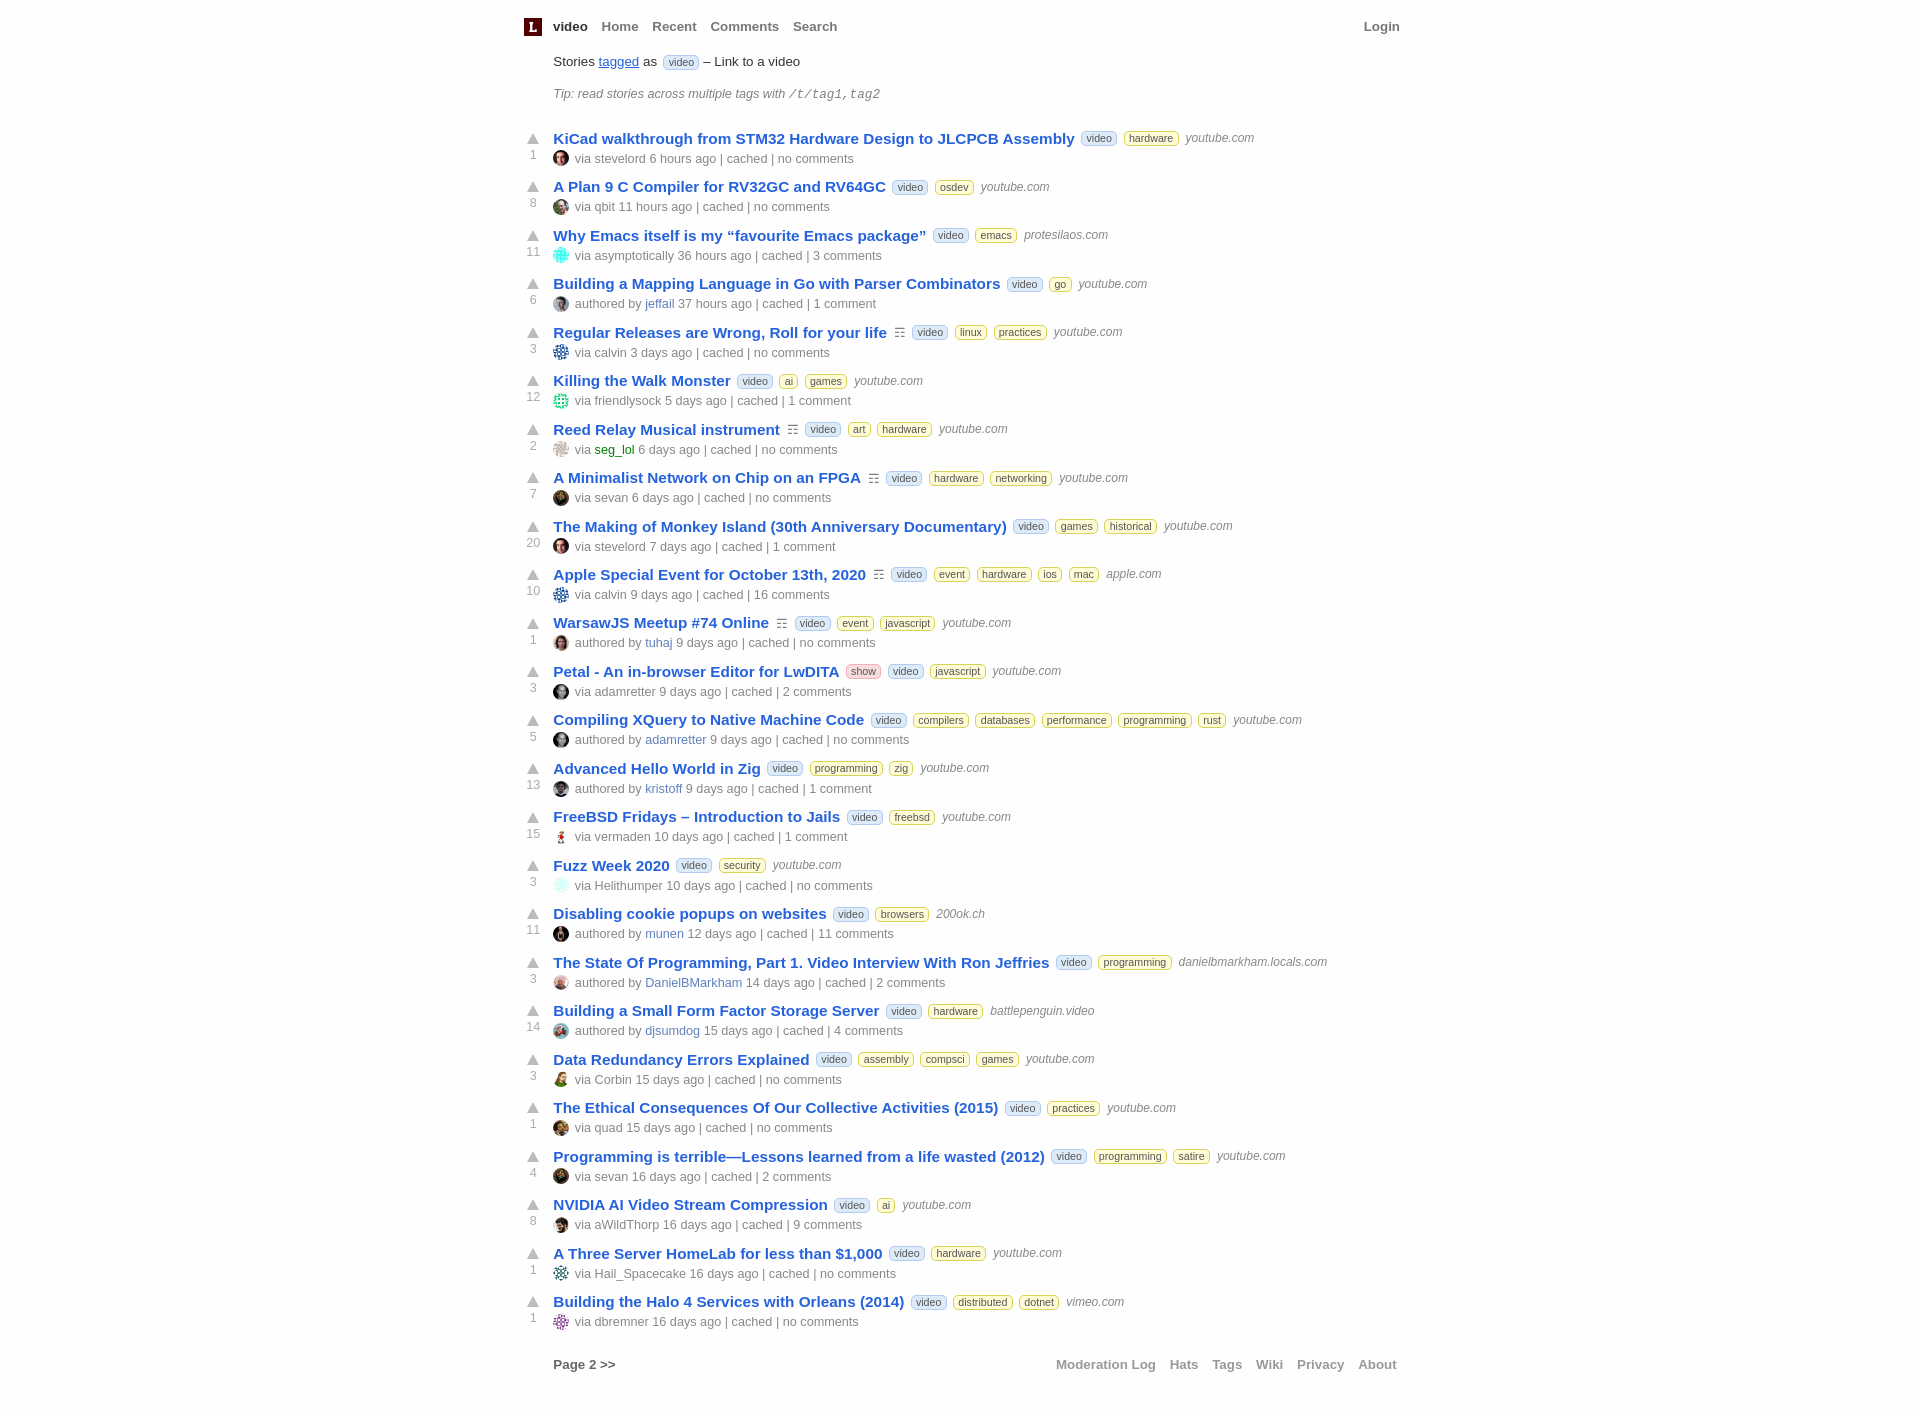 L video Home Recent Comments Search Login
Stories tagged as video – Link to a video
Tip: read stories across multiple tags with /t/tag1,tag2
KiCad walkthrough from STM32 Hardware Design to JLCPCB Assembly video hardware youtube.com
1 via stevelord 6 hours ago | cached | no comments
A Plan 9 C Compiler for RV32GC and RV64GC video osdev youtube.com
8 via qbit 11 hours ago | cached | no comments
Why Emacs itself is my “favourite Emacs package” video emacs protesilaos.com
11 via asymptotically 36 hours ago | cached | 3 comments
Building a Mapping Language in Go with Parser Combinators video go youtube.com
6 authored by jeffail 37 hours ago | cached | 1 comment
Regular Releases are Wrong, Roll for your life ☶ video linux practices youtube.com
3 via calvin 3 days ago | cached | no comments
Killing the Walk Monster video ai games youtube.com
12 via friendlysock 5 days ago | cached | 1 comment
Reed Relay Musical instrument ☶ video art hardware youtube.com
2 via seg_lol 6 days ago | cached | no comments
A Minimalist Network on Chip on an FPGA ☶ video hardware networking youtube.com
7 via sevan 6 days ago | cached | no comments
The Making of Monkey Island (30th Anniversary Documentary) video games historical youtube.com
20 via stevelord 7 days ago | cached | 1 comment
Apple Special Event for October 13th, 2020 ☶ video event hardware ios mac apple.com
10 via calvin 9 days ago | cached | 16 comments
WarsawJS Meetup #74 Online ☶ video event javascript youtube.com
1 authored by tuhaj 9 days ago | cached | no comments
Petal - An in-browser Editor for LwDITA show video javascript youtube.com
3 via adamretter 9 days ago | cached | 2 comments
Compiling XQuery to Native Machine Code video compilers databases performance programming rust youtube.com
5 authored by adamretter 9 days ago | cached | no comments
Advanced Hello World in Zig video programming zig youtube.com
13 authored by kristoff 9 days ago | cached | 1 comment
FreeBSD Fridays – Introduction to Jails video freebsd youtube.com
15 via vermaden 10 days ago | cached | 1 comment
Fuzz Week 2020 video security youtube.com
3 via Helithumper 10 days ago | cached | no comments
Disabling cookie popups on websites video browsers 200ok.ch
11 authored by munen 12 days ago | cached | 11 comments
The State Of Programming, Part 1. Video Interview With Ron Jeffries video programming danielbmarkham.locals.com
3 authored by DanielBMarkham 14 days ago | cached | 2 comments
Building a Small Form Factor Storage Server video hardware battlepenguin.video
14 authored by djsumdog 15 days ago | cached | 4 comments
Data Redundancy Errors Explained video assembly compsci games youtube.com
3 via Corbin 15 days ago | cached | no comments
The Ethical Consequences Of Our Collective Activities (2015) video practices youtube.com
1 via quad 15 days ago | cached | no comments
Programming is terrible—Lessons learned from a life wasted (2012) video programming satire youtube.com
4 via sevan 16 days ago | cached | 2 comments
NVIDIA AI Video Stream Compression video ai youtube.com
8 via aWildThorp 16 days ago | cached | 9 comments
A Three Server HomeLab for less than $1,000 video hardware youtube.com
1 via Hail_Spacecake 16 days ago | cached | no comments
Building the Halo 4 Services with Orleans (2014) video distributed dotnet vimeo.com
1 via dbremner 16 days ago | cached | no comments
Page 2 >> Moderation Log Hats Tags Wiki Privacy About